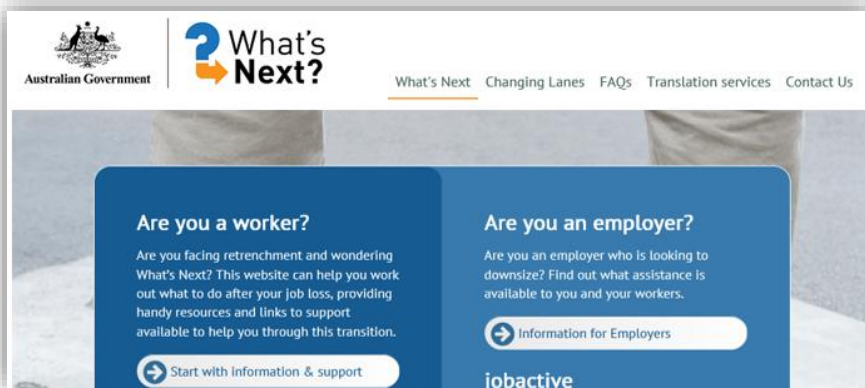 Australian Government
What's
Next?
What's Next Changing Lanes FAQs Translation services Contact Us
Are you a worker?
Are you facing retrenchment and wondering
What's Next? This website can help you work
out what to do after your job loss, providing
handy resources and links to support
available to help you through this transition.
Start with information & support
Are you an employer?
Are you an employer who is looking to
downsize? Find out what assistance is
available to you and your workers.
Information for Employers
jobactive